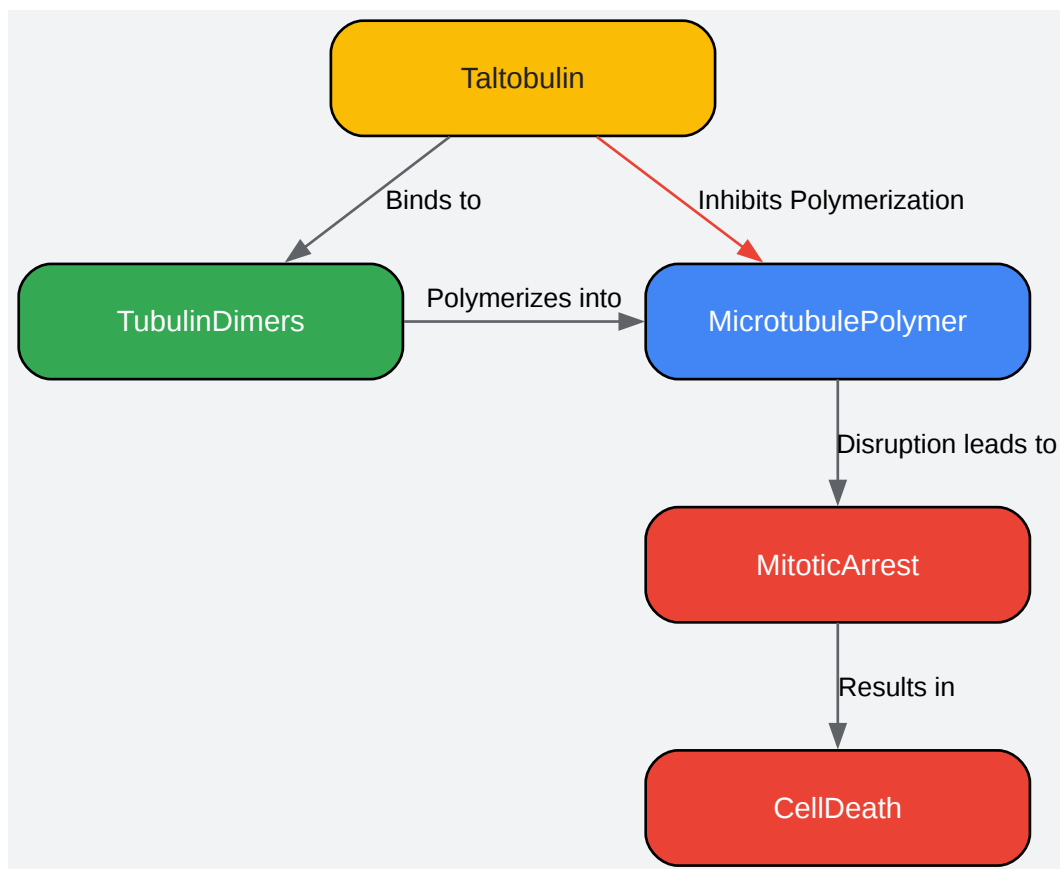 Taltobulin
Binds to
Inhibits Polymerization
TubulinDimers
Polymerizes into
MicrotubulePolymer
Disruption leads to
MitoticArrest
Results in
CellDeath